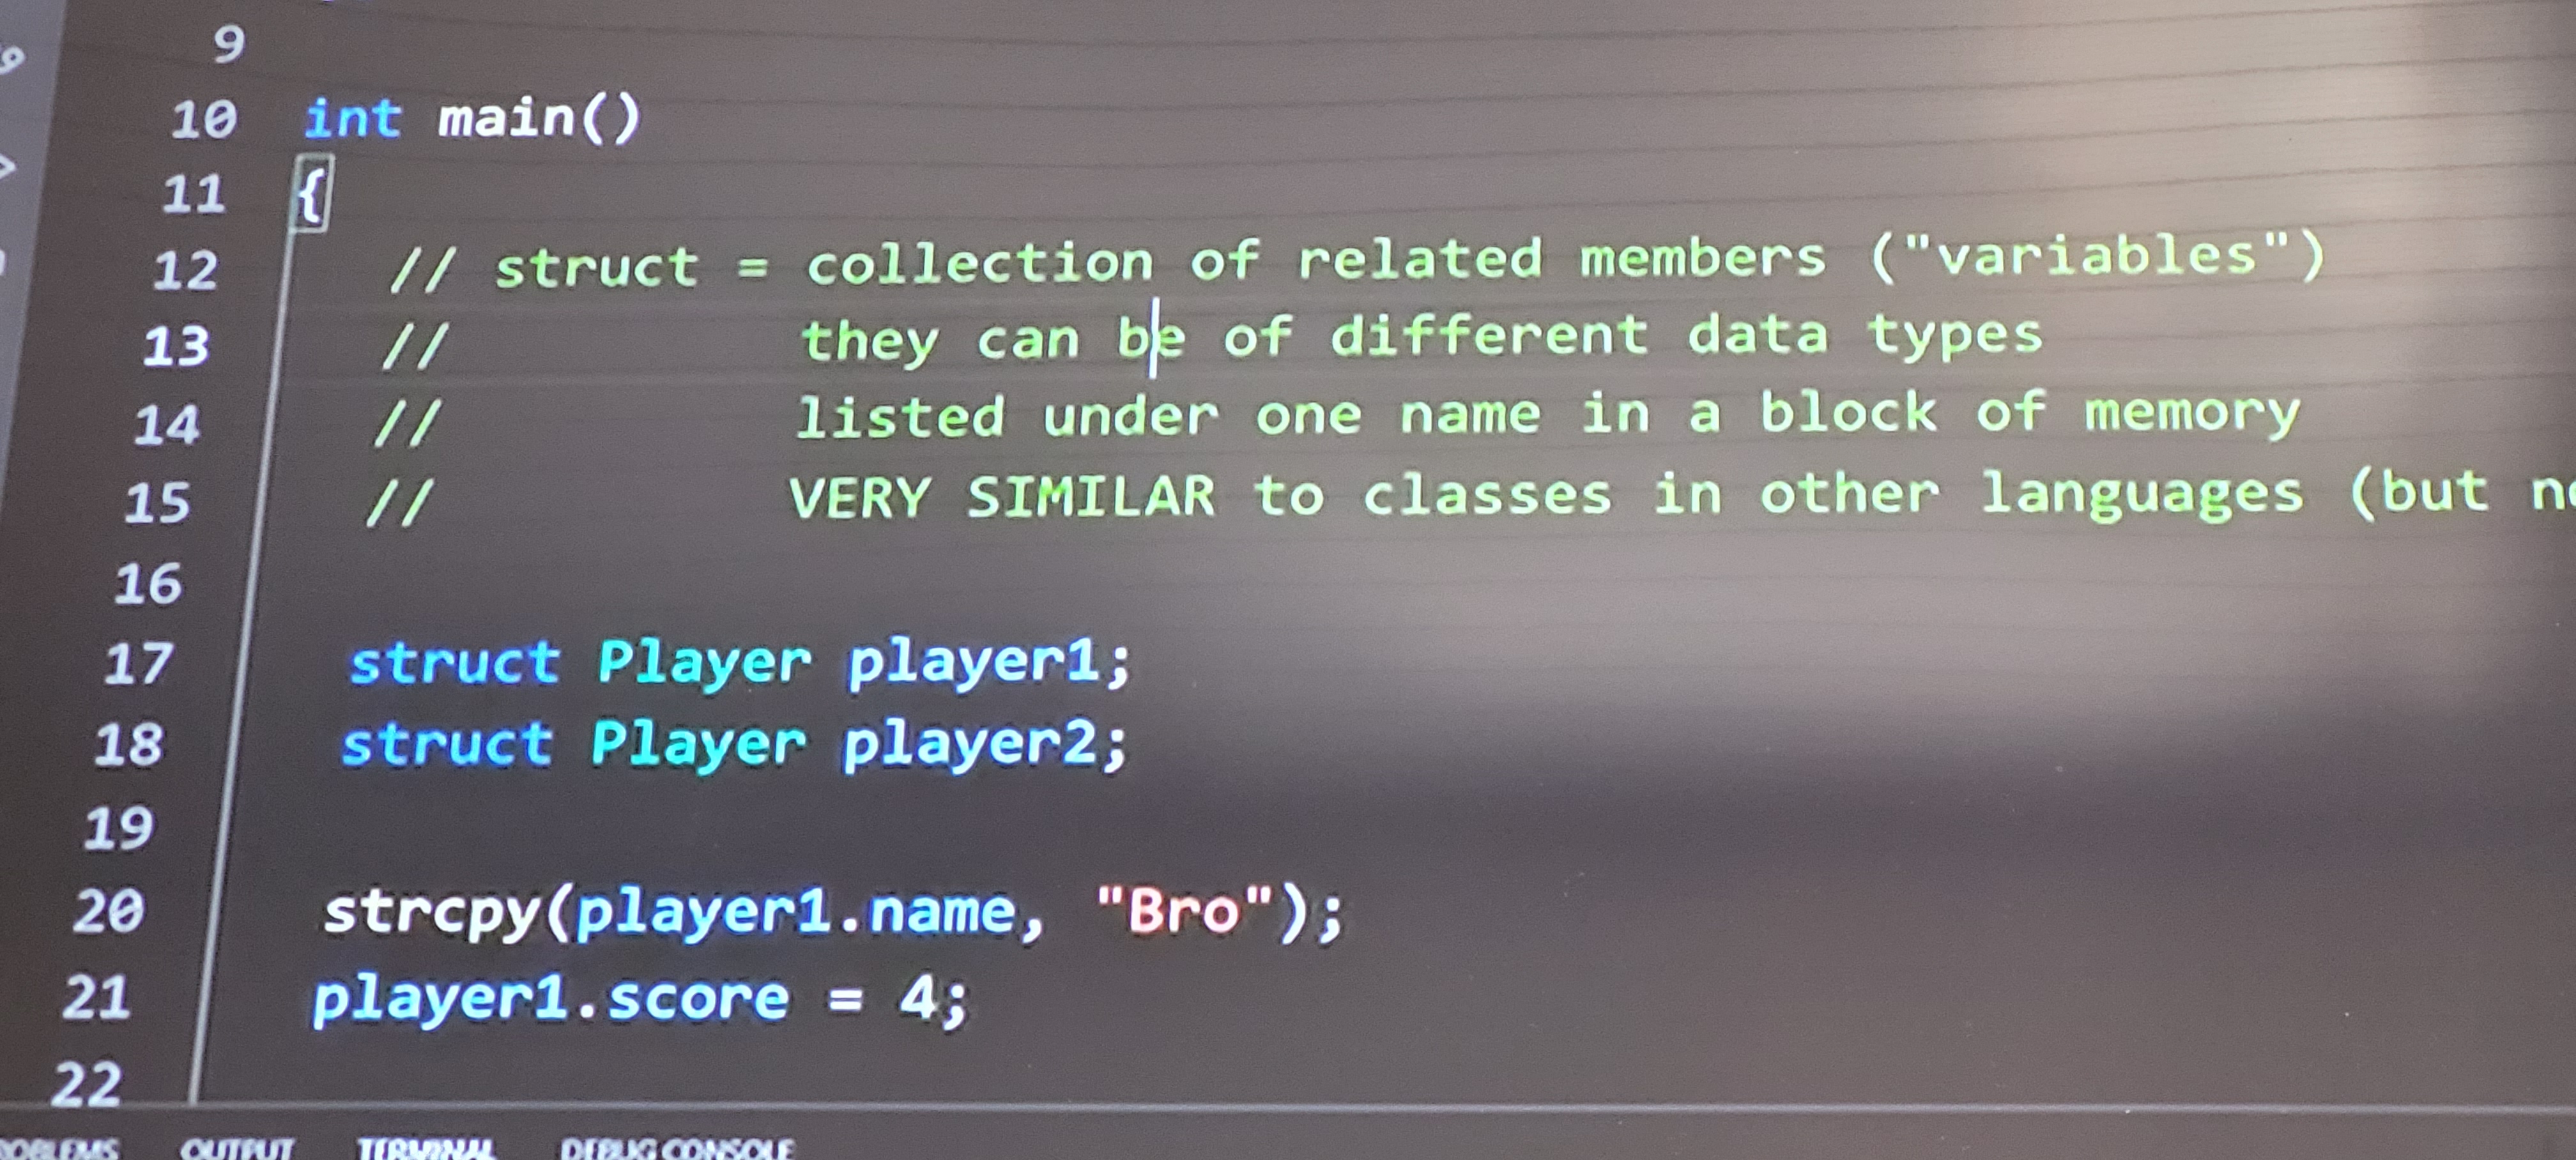 9
10 int main()
11 {
12 // struct = collection of related members ("variables")
13 // they can be of different data types
14 // listed under one name in a block of memory
15 // VERY SIMILAR to classes in other languages (but
16
17 struct Player player1;
18 struct Player player2;
19
20 strcpy(player1.name, "Bro");
21 player1.score = 4;
22
OUTPUT TERMINAL DEBUG CONSOLE